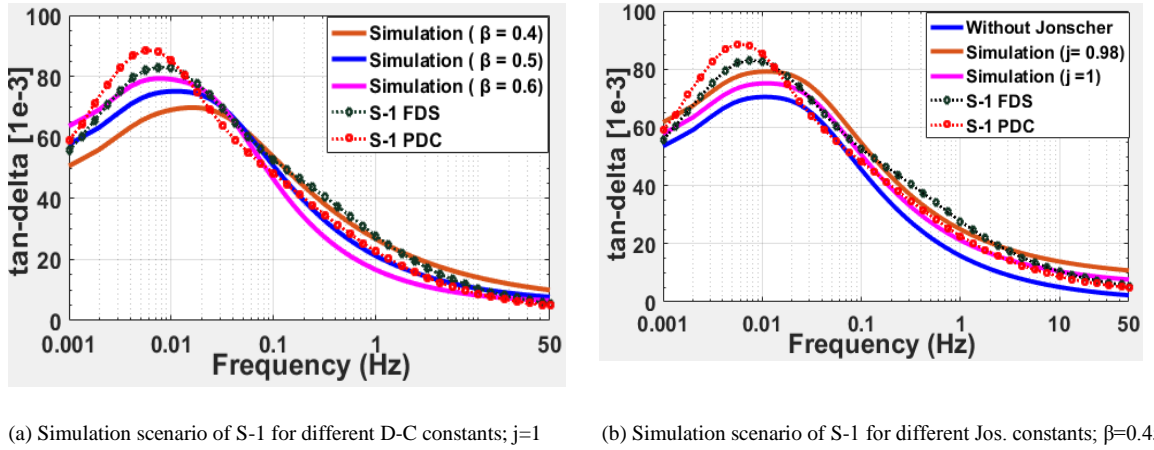 100
80
60
40
20
0
tan-delta [1e-3]
Simulation ( β = 0.4)
Simulation ( β = 0.5)
Simulation ( β = 0.6)
S-1 FDS
S-1 PDC
0.001 0.01 0.1 1 50
Frequency (Hz)
100
80
60
40
20
0
tan-delta [1e-3]
Without Jonscher
Simulation (j= 0.98)
Simulation (j =1)
S-1 FDS
S-1 PDC
0.001 0.01 0.1 1 10 50
Frequency (Hz)
(a) Simulation scenario of S-1 for different D-C constants; j=1
(b) Simulation scenario of S-1 for different Jos. constants; β=0.4.